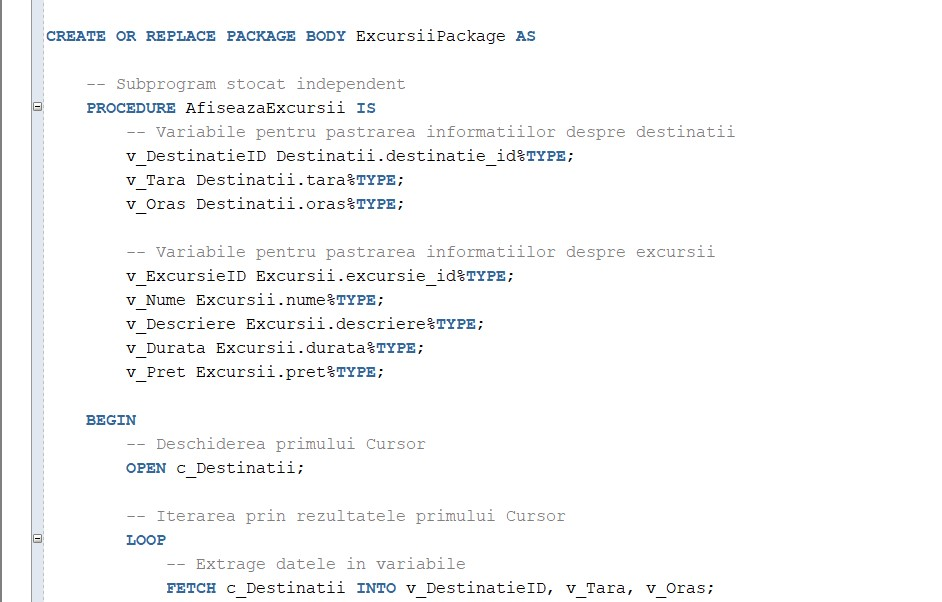 CREATE OR REPLACE PACKAGE BODY ExcursiiPackage AS
-- Subprogram stocat independent
PROCEDURE AfiseazaExcursii IS
-- Variabile pentru pastrarea informatiilor despre destinatii
v_DestinatieID Destinatii.destinatie_id%TYPE;
v_Tara Destinatii.tara%TYPE;
v_Oras Destinatii.oras%TYPE;
-- Variabile pentru pastrarea informatiilor despre excursii
v_ExcursieID Excursii.excursie_id%TYPE;
v_Nume Excursii.nume%TYPE;
v_Descriere Excursii.descriere%TYPE;
v_Durata Excursii.durata%TYPE;
v_Pret Excursii.pret%TYPE;
BEGIN
-- Deschiderea primului Cursor
OPEN c_Destinatii;
-- Iterarea prin rezultatele primului Cursor
LOOP
-- Extrage datele in variabile
FETCH c_Destinatii INTO v_DestinatieID, v_Tara, v_Oras;